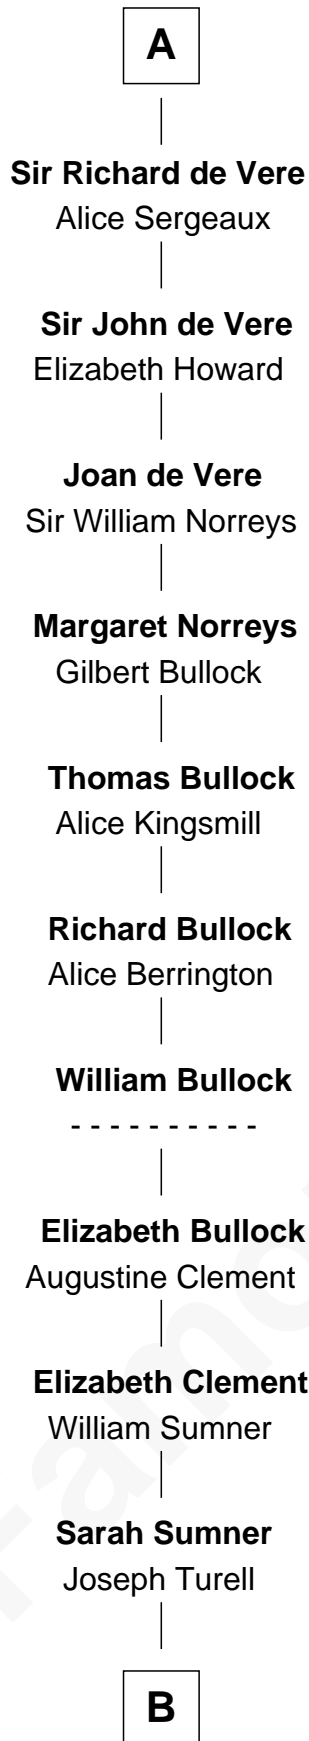 A
Sir Richard de Vere
Alice Sergeaux
Sir John de Vere
Elizabeth Howard
Joan de Vere
Sir William Norreys
Margaret Norreys
Gilbert Bullock
Thomas Bullock
Alice Kingsmill
Richard Bullock
Alice Berrington
William Bullock
- - - - - - - - - -
Elizabeth Bullock
Augustine Clement
Elizabeth Clement
William Sumner
Sarah Sumner
Joseph Turell
B